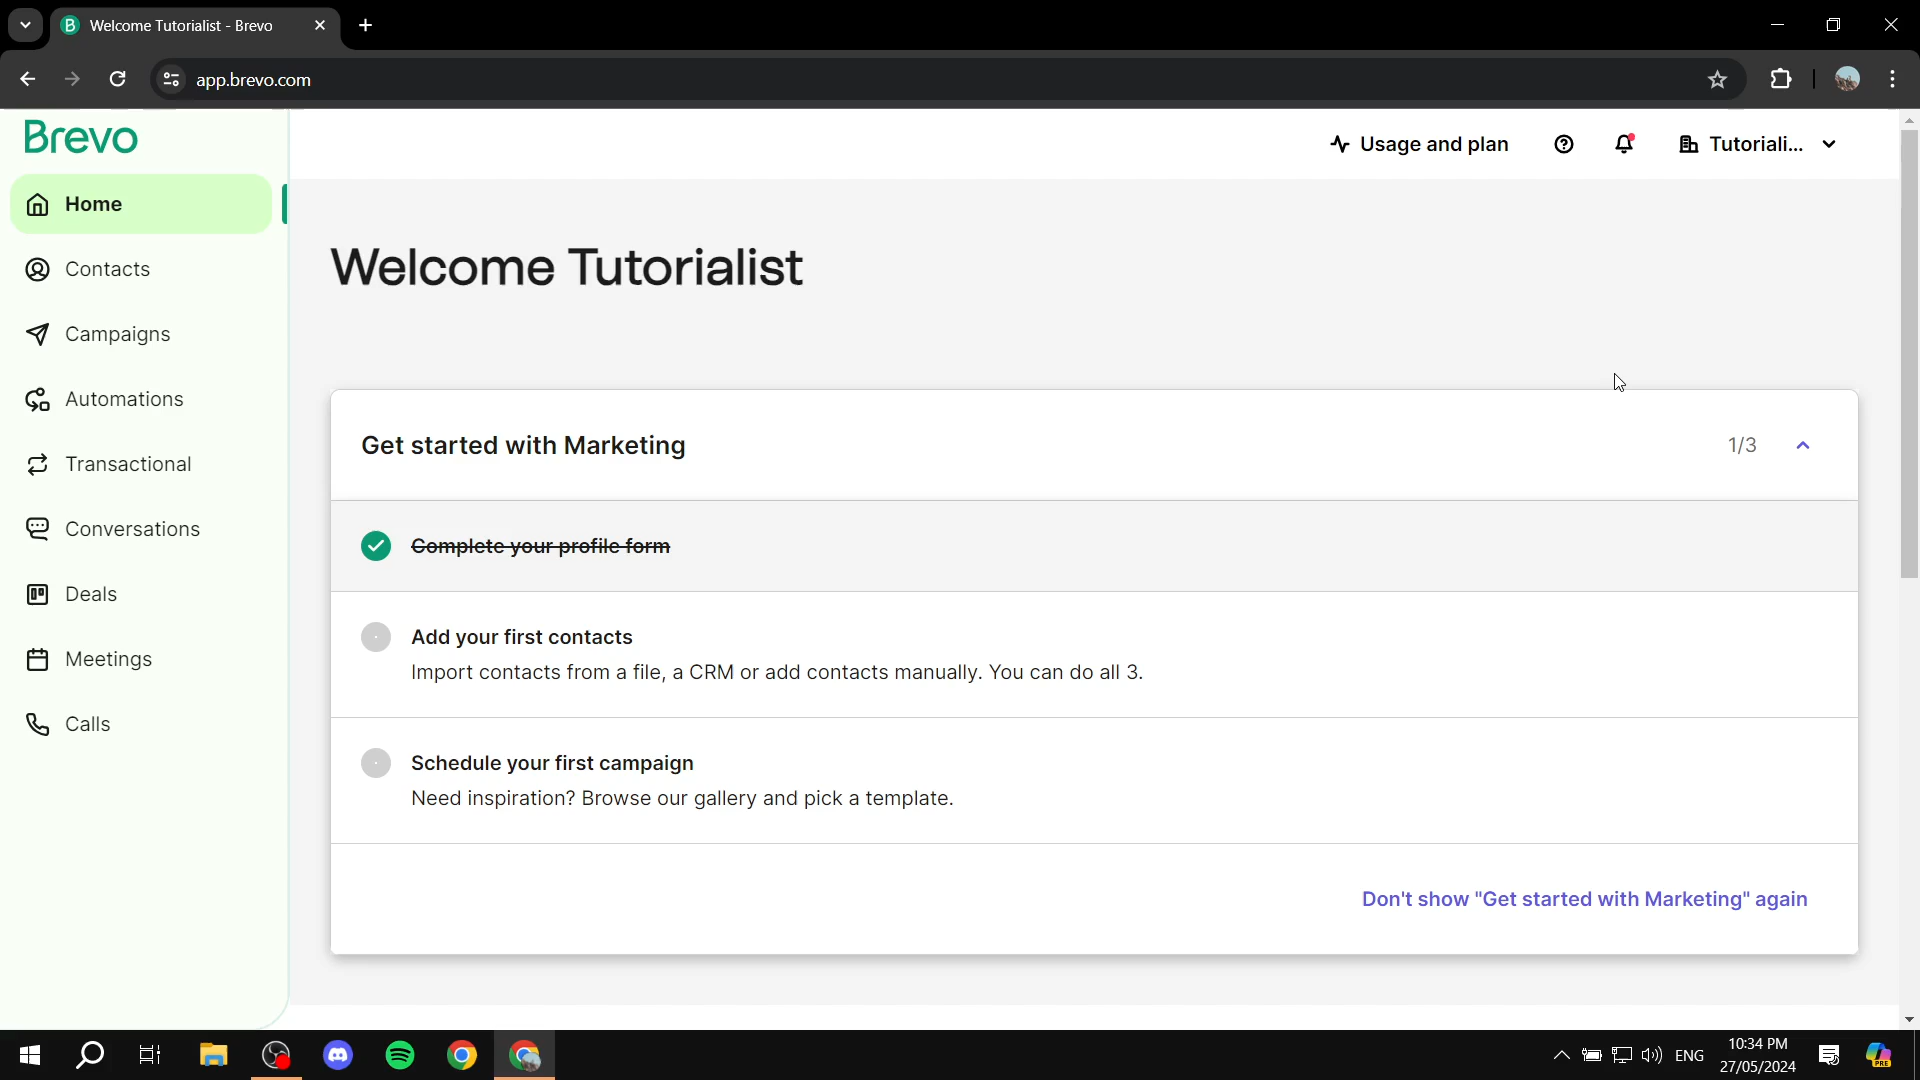 Welcome Tutorialist - Brevo
app.brevo.com
Brevo
Usage and plan
Tutoriali...
Home
Contacts
Campaigns
Automations
Transactional
Conversations
Deals
Meetings
Calls
Welcome Tutorialist
Get started with Marketing
1/3
Complete your profile form
Add your first contacts
Import contacts from a file, a CRM or add contacts manually. You can do all 3.
Schedule your first campaign
Need inspiration? Browse our gallery and pick a template.
Don't show "Get started with Marketing" again
ENG
10:34 PM
27/05/2024
PRE